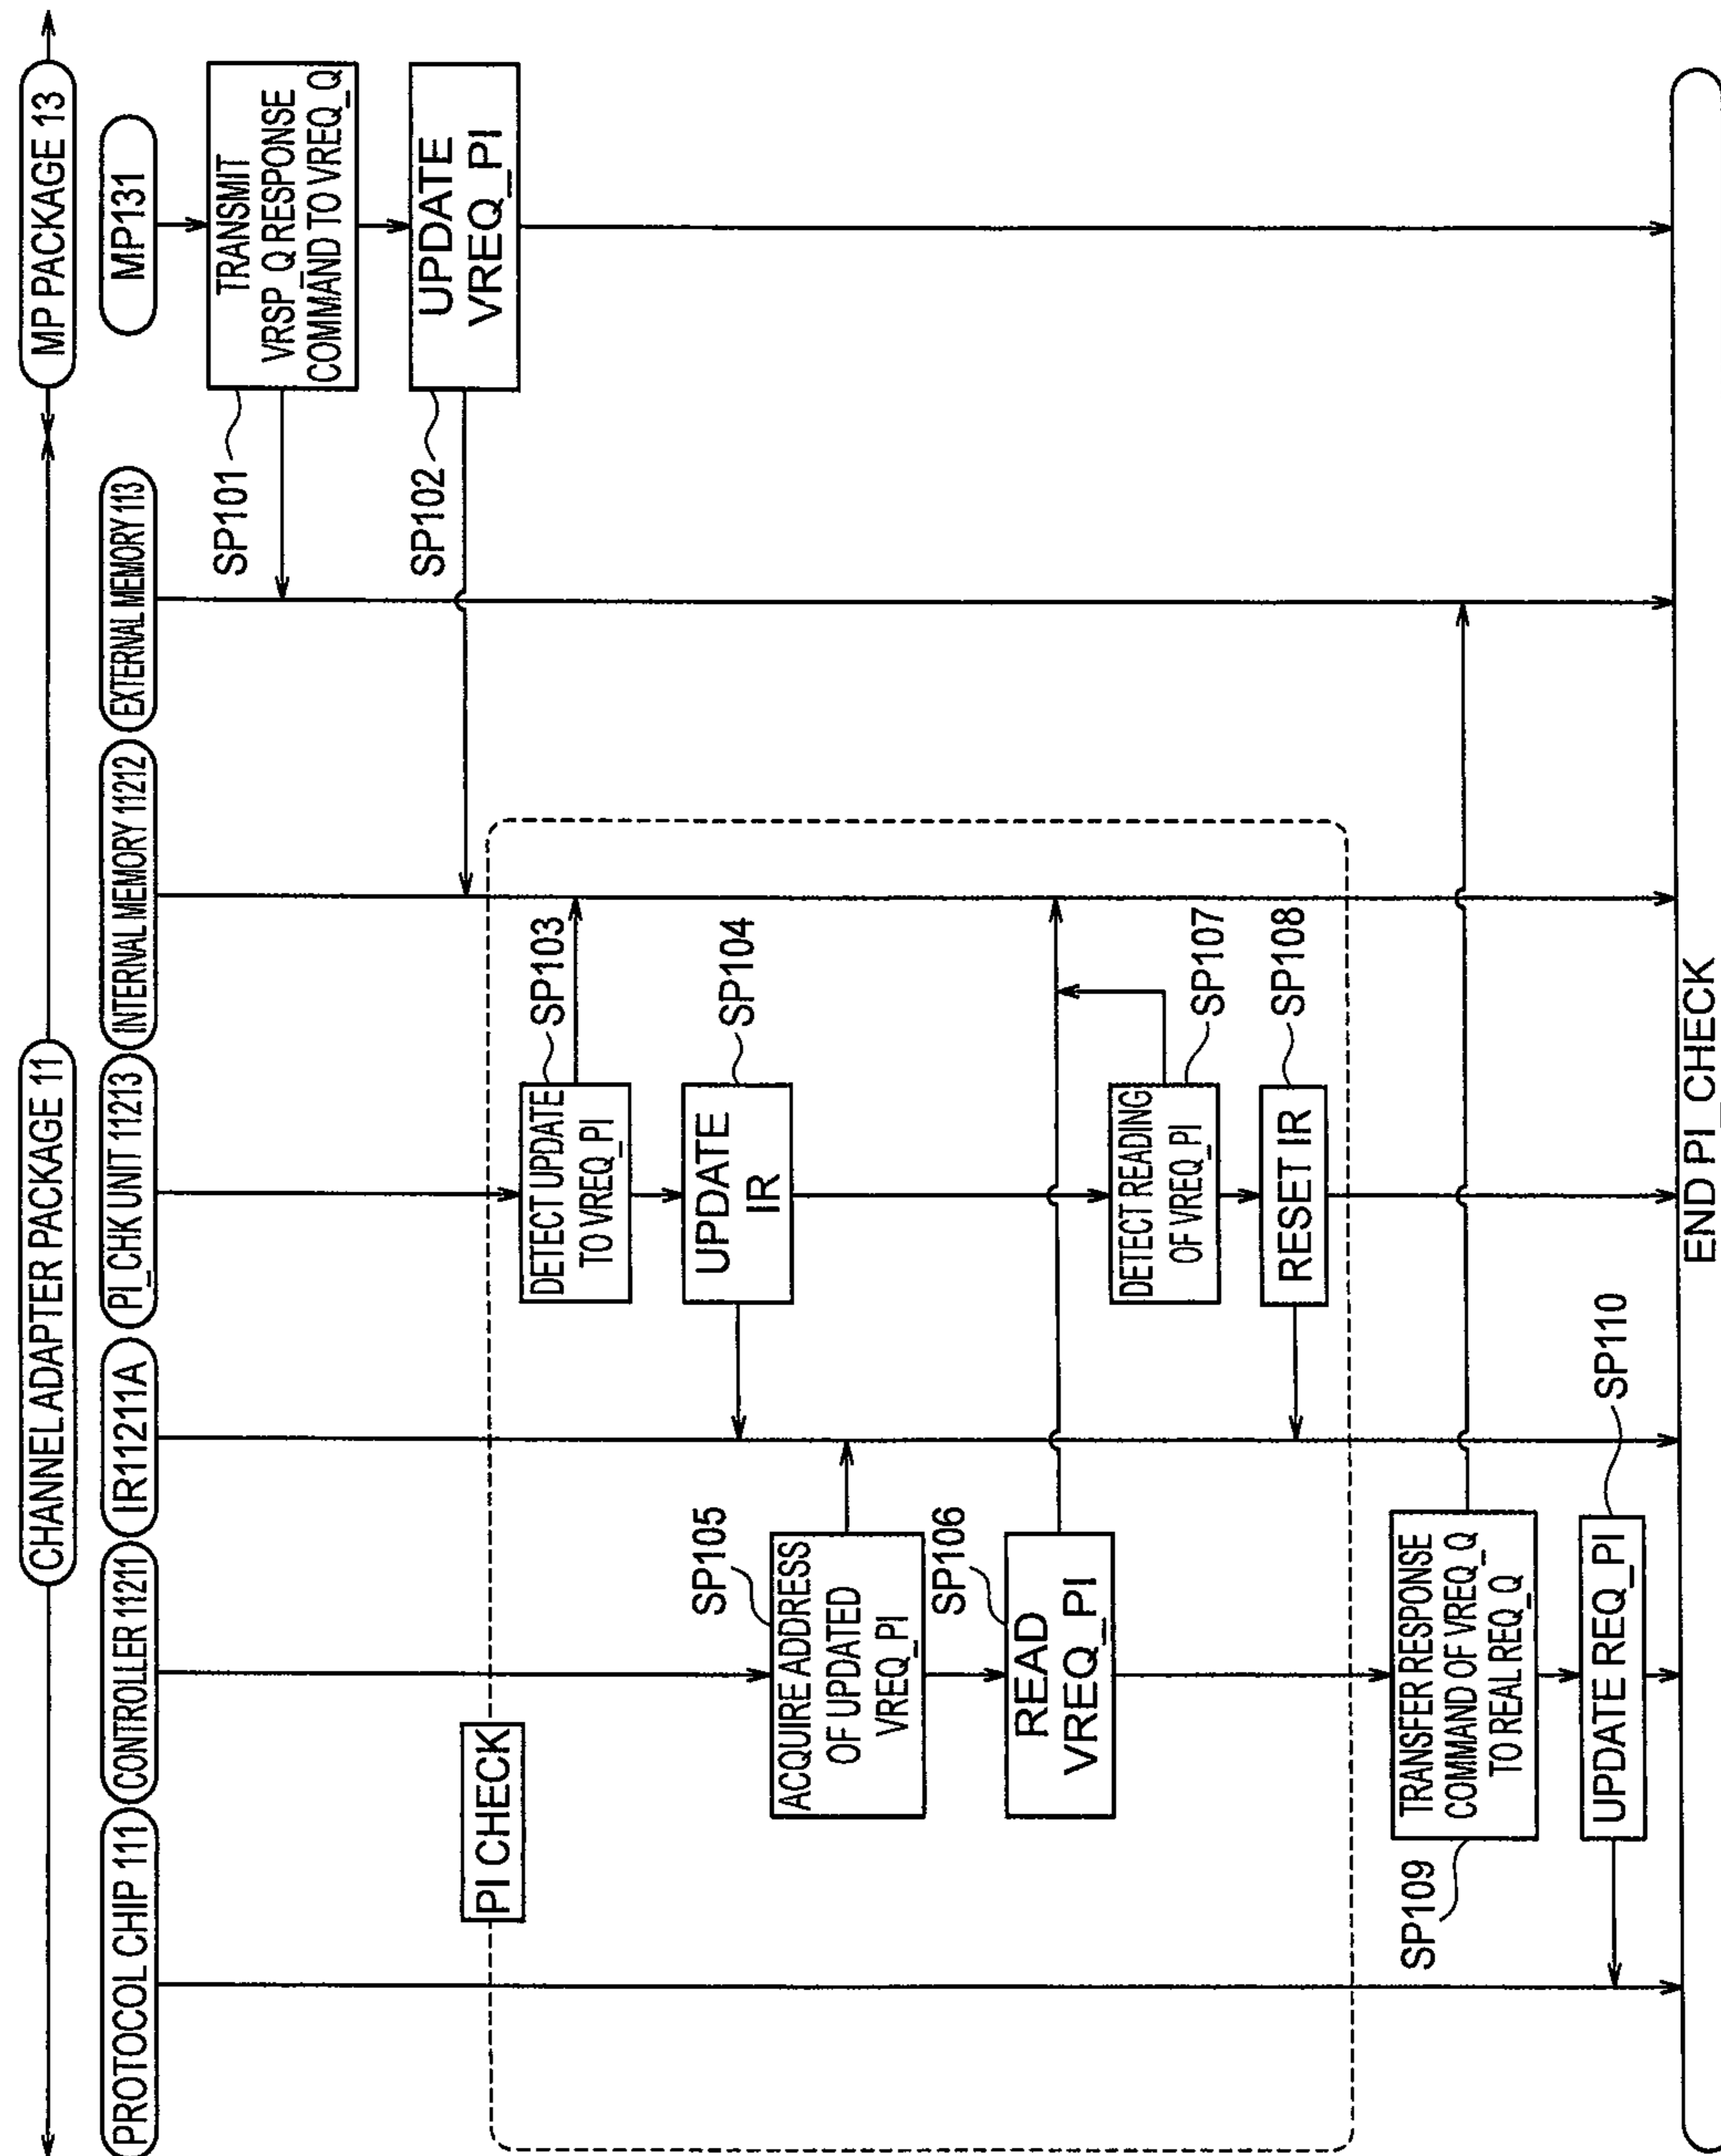 CHANNEL ADAPTER PACKAGE 11
MP PACKAGE 13
PROTOCOL CHIP 111
CONTROLLER 11211
IR11211A
PI_CHK UNIT 11213
INTERNAL MEMORY 11212
EXTERNAL MEMORY 113
MP131
SP101
TRANSMIT
VRSP_Q RESPONSE
COMMAND TO VREQ_Q
SP102
UPDATE
VREQ_PI
PI CHECK
SP103
DETECT UPDATE
TO VREQ_PI
SP104
UPDATE
IR
SP105
ACQUIRE ADDRESS
OF UPDATED
VREQ_PI
SP106
READ
VREQ_PI
SP107
DETECT READING
OF VREQ_PI
SP108
RESET IR
SP109
TRANSFER RESPONSE
COMMAND OF VREQ_Q
TO REAL REQ_Q
SP110
UPDATE REQ_PI
END PI_CHECK